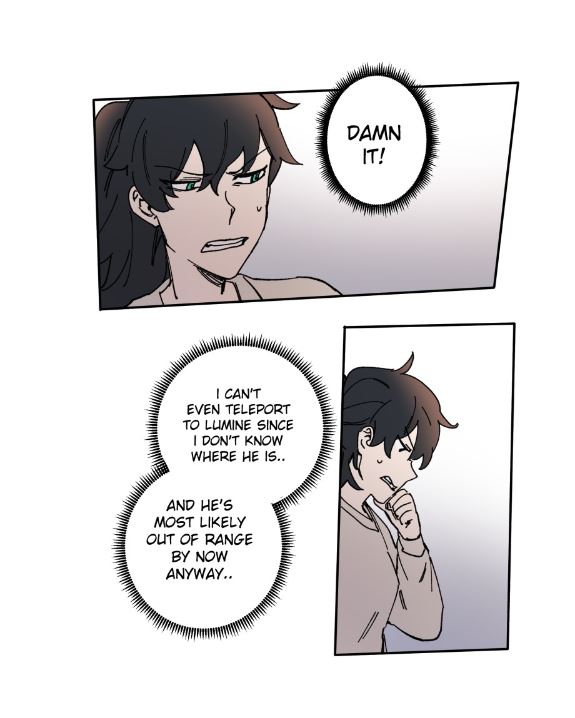 DAMN
IT!
I CAN'T
EVEN TELEPORT
TO LUMINE SINCE
I DON'T KNOW
WHERE HE IS..
AND HE'S
MOST LIKELY
OUT OF RANGE
BY NOW
ANYWAY..